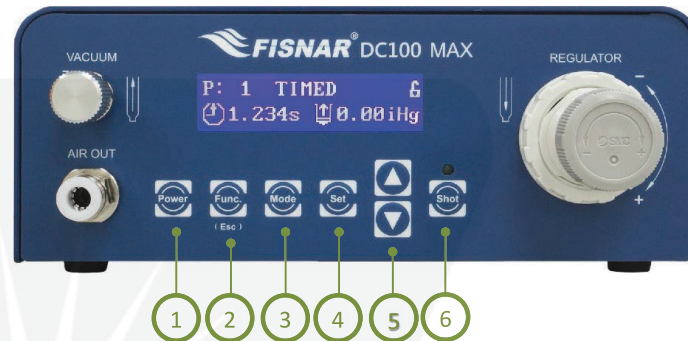 FISNAR® DC100 MAX
VACUUM
REGULATOR
P: 1 TIMED
1.234s 0.00iHg
AIR OUT
SMC
Power
Func.
Mode
Set
Shot
(Esc)
1
2
3
4
5
6